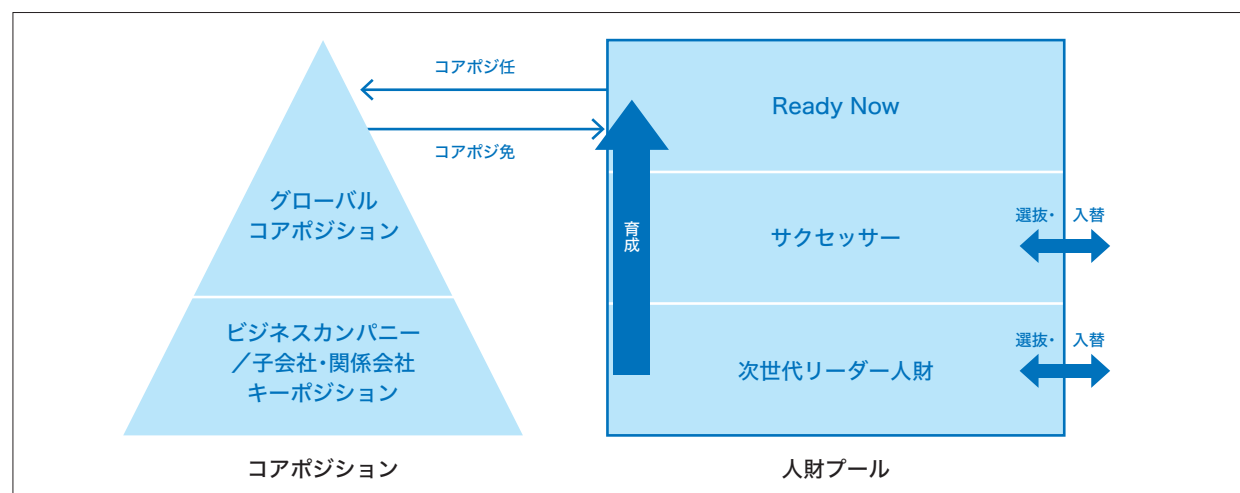 コアポジ任
コアポジ免
グローバル
コアポジション
ビジネスカンパニー
／子会社・関係会社
キーポジション
コアポジション
Ready Now
育成
サクセッサー
選抜・入替
次世代リーダー人財
選抜・入替
人財プール